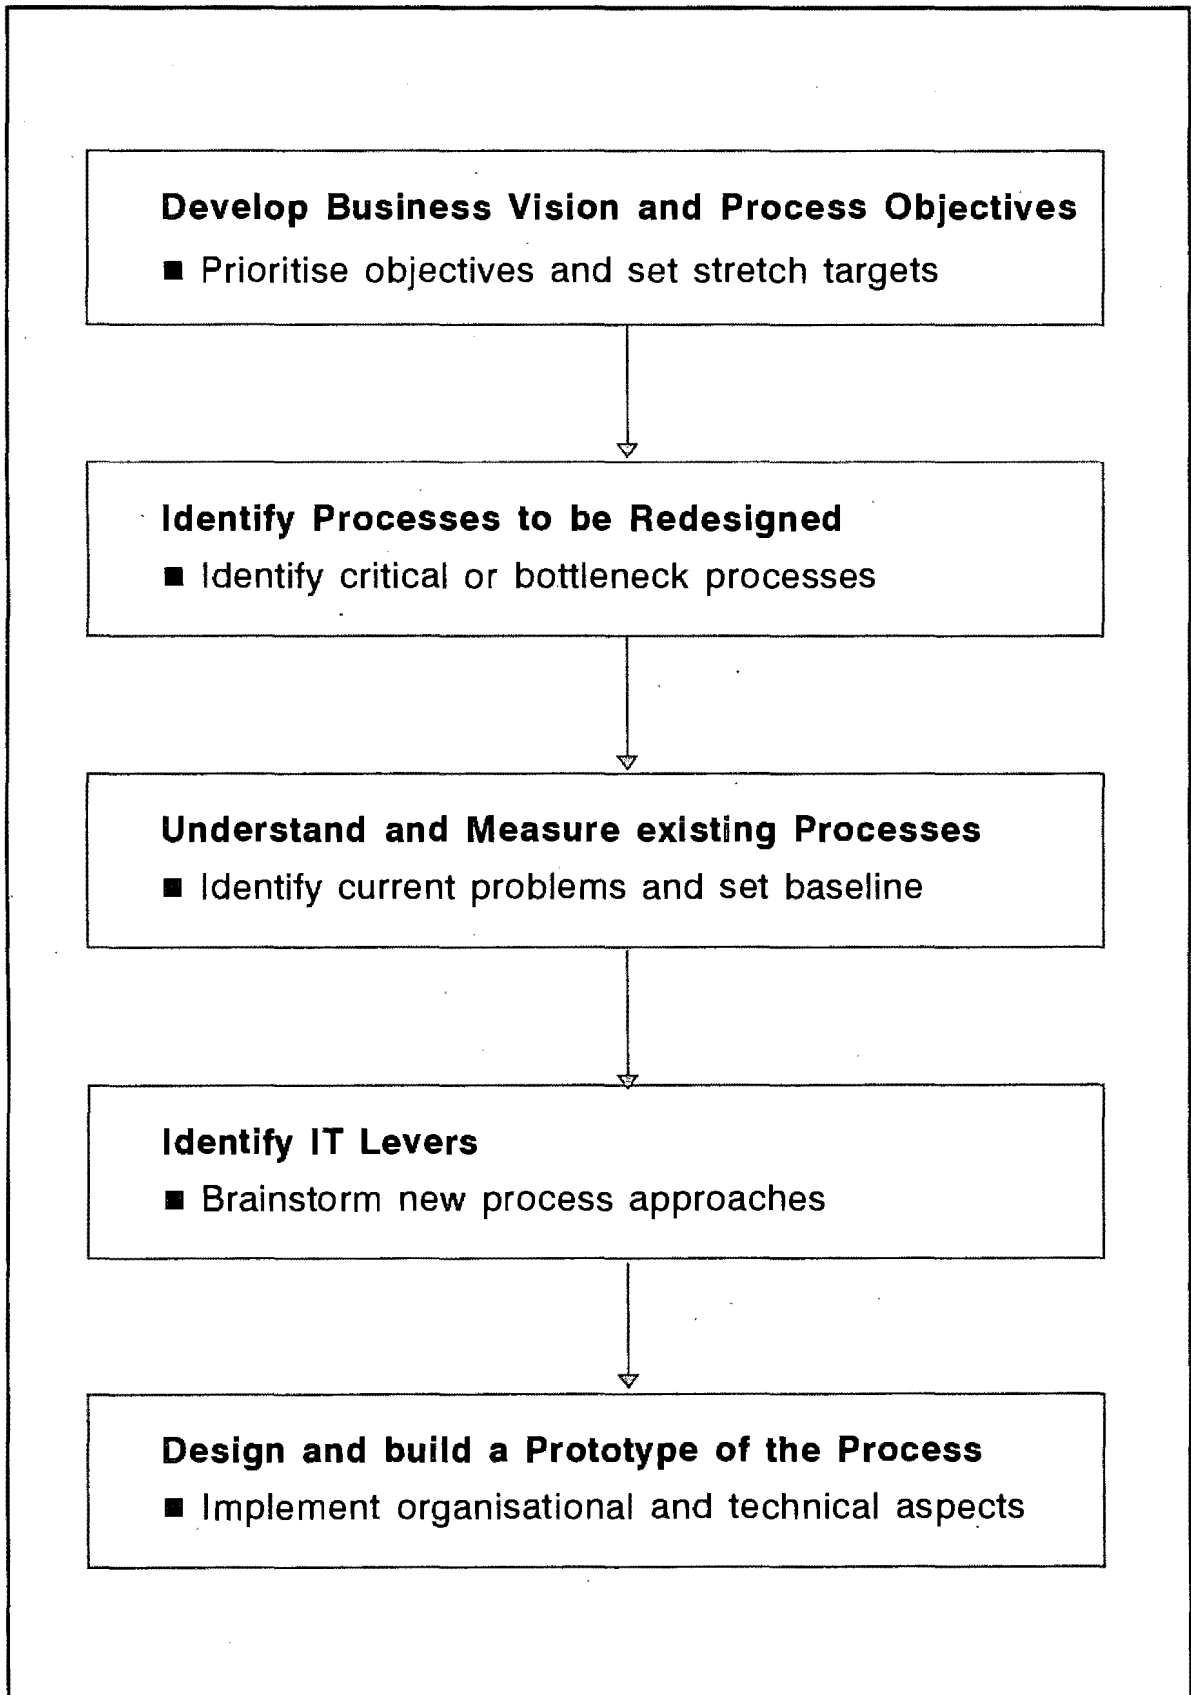 Develop Business Vision and Process Objectives
■ Prioritise objectives and set stretch targets
Identify Processes to be Redesigned
■ Identify critical or bottleneck processes
Understand and Measure existing Processes
■ Identify current problems and set baseline
Identify IT Levers
■ Brainstorm new process approaches
Design and build a Prototype of the Process
■ Implement organisational and technical aspects